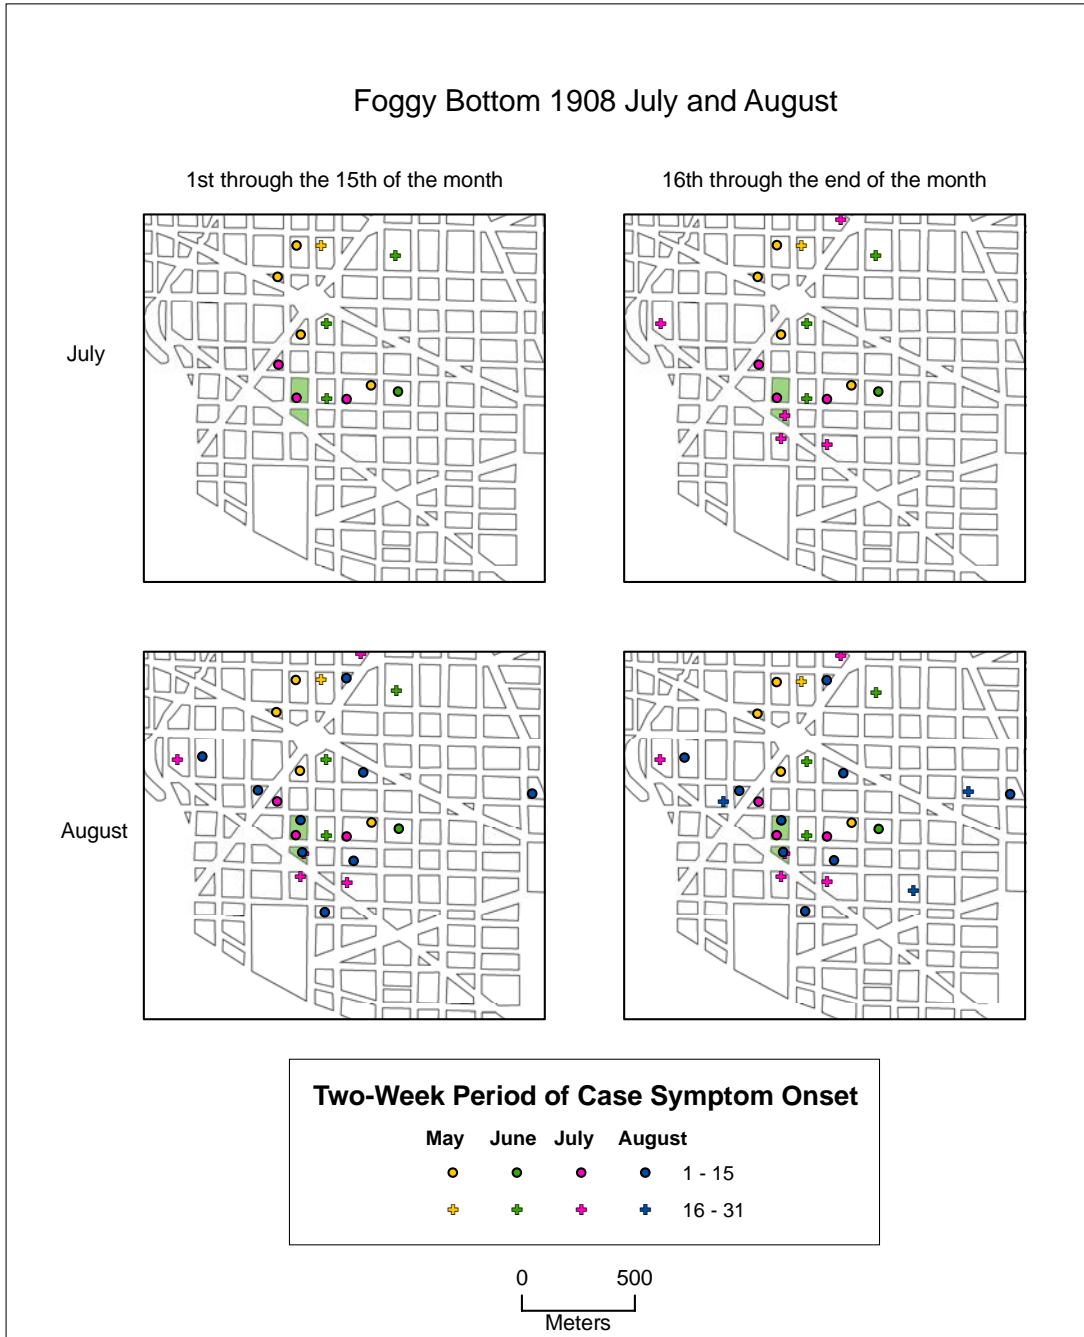 Foggy Bottom 1908 July and August
1st through the 15th of the month
16th through the end of the month
July
August
Two-Week Period of Case Symptom Onset
May June July August
1 - 15
16 - 31
0 500
Meters